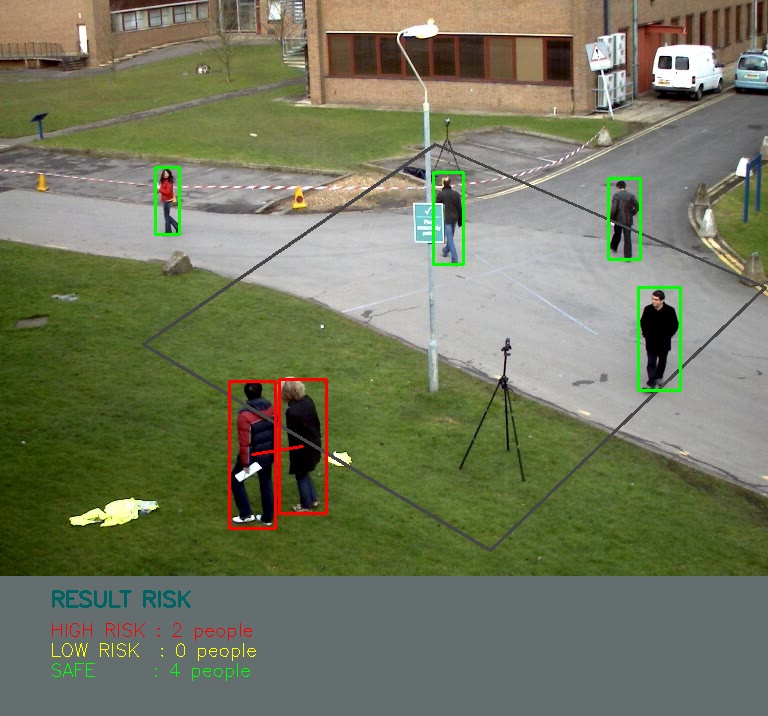 RESULT RISK
HIGH RISK : 2 people
LOW RISK : 0 people
SAFE : 4 people